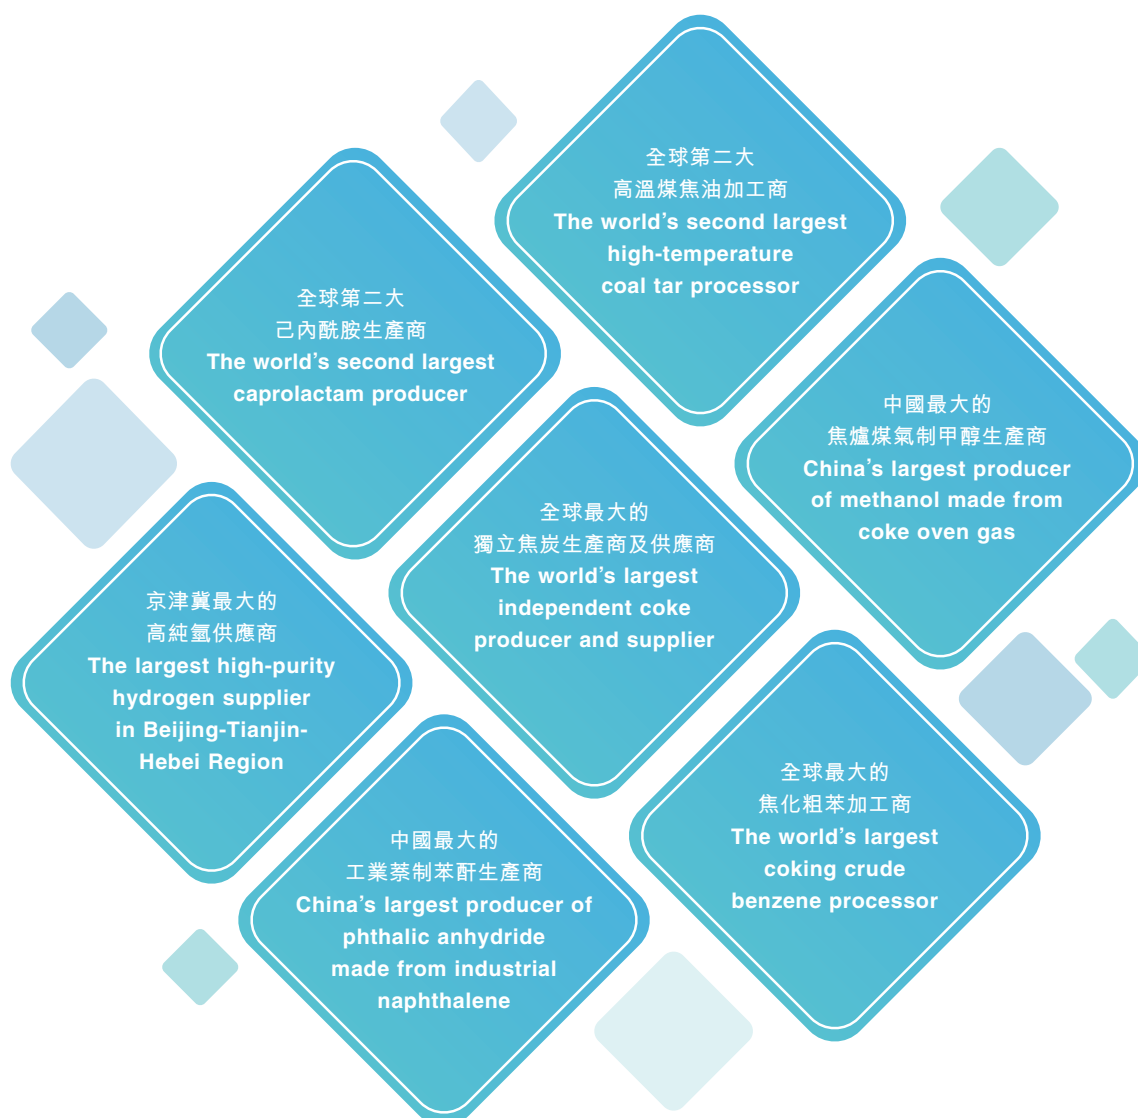 全球第二大
高溫煤焦油加工商
The world's second largest
high-temperature
coal tar processor
全球第二大
己內酰胺生產商
The world's second largest
caprolactam producer
中國最大的
焦爐煤氣制甲醇生產商
China's largest producer
of methanol made from
coke oven gas
全球最大的
獨立焦炭生產商及供應商
The world's largest
independent coke
producer and supplier
京津冀最大的
高純氫供應商
The largest high-purity
hydrogen supplier
in Beijing-Tianjin-
Hebei Region
全球最大的
焦化粗苯加工商
The world's largest
coking crude
benzene processor
中國最大的
工業萘制苯酐生產商
China's largest producer of
phthalic anhydride
made from industrial
naphthalene